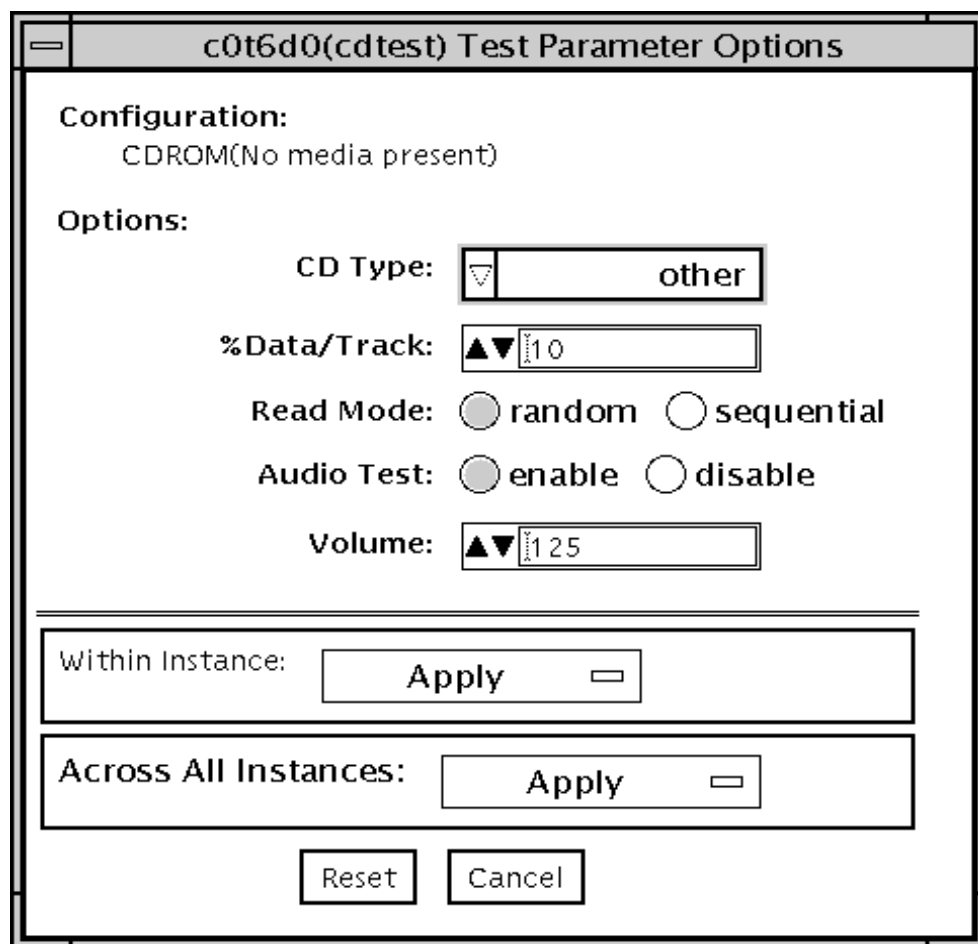 c0t6d0(cdtest) Test Parameter Options
Configuration:
CDROM(No media present)
Options:
CD Type: other
%Data/Track: 10
Read Mode: random sequential
Audio Test: enable disable
Volume: 125
Within Instance: Apply
Across All Instances: Apply
Reset Cancel